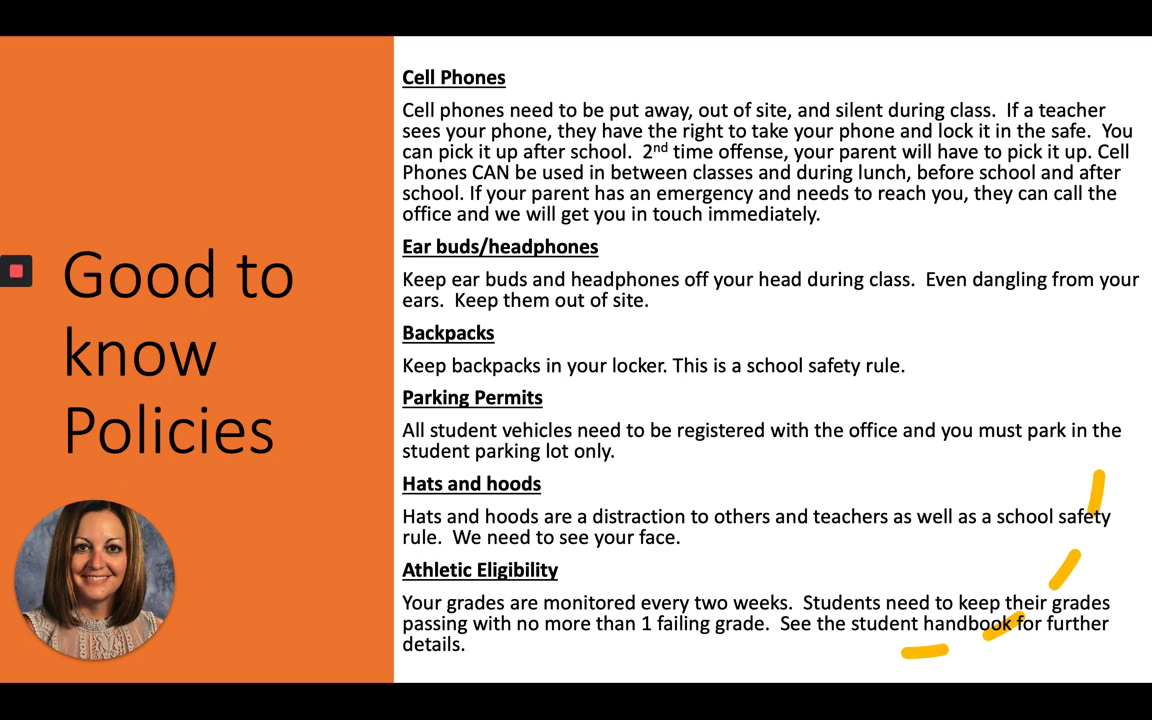 Good to
know
Policies
Cell Phones
Cell phones need to be put away, out of site, and silent during class.  If a teacher
sees your phone, they have the right to take your phone and lock it in the safe.  You
can pick it up after school.  2nd time offense, your parent will have to pick it up. Cell
Phones CAN be used in between classes and during lunch, before school and after
school. If your parent has an emergency and needs to reach you, they can call the
office and we will get you in touch immediately.
Ear buds/headphones
Keep ear buds and headphones off your head during class.  Even dangling from your
ears.  Keep them out of site.
Backpacks
Keep backpacks in your locker. This is a school safety rule.
Parking Permits
All student vehicles need to be registered with the office and you must park in the
student parking lot only.
Hats and hoods
Hats and hoods are a distraction to others and teachers as well as a school safety
rule.  We need to see your face.
Athletic Eligibility
Your grades are monitored every two weeks.  Students need to keep their grades
passing with no more than 1 failing grade.  See the student handbook for further
details.